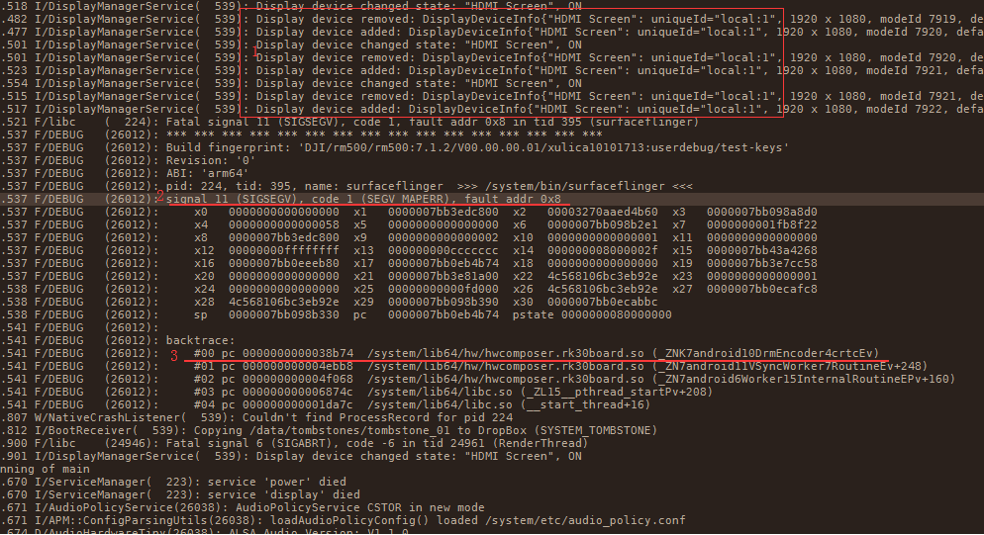 .518 I/DisplayManagerService(  539): Display device changed state: "HDMI Screen", ON
.482 I/DisplayManagerService(  539): Display device removed: DisplayDeviceInfo{"HDMI Screen": uniqueId="local:1", 1920 x 1080, modeId 7919, def
.477 I/DisplayManagerService(  539): Display device added: DisplayDeviceInfo{"HDMI Screen": uniqueId="local:1", 1920 x 1080, modeId 7920, defau
.501 I/DisplayManagerService(  539): Display device changed state: "HDMI Screen", ON
1
.501 I/DisplayManagerService(  539): Display device removed: DisplayDeviceInfo{"HDMI Screen": uniqueId="local:1", 1920 x 1080, modeId 7920, def
.523 I/DisplayManagerService(  539): Display device added: DisplayDeviceInfo{"HDMI Screen": uniqueId="local:1", 1920 x 1080, modeId 7921, defau
.554 I/DisplayManagerService(  539): Display device changed state: "HDMI Screen", ON
.515 I/DisplayManagerService(  539): Display device removed: DisplayDeviceInfo{"HDMI Screen": uniqueId="local:1", 1920 x 1080, modeId 7921, def
.517 I/DisplayManagerService(  539): Display device added: DisplayDeviceInfo{"HDMI Screen": uniqueId="local:1", 1920 x 1080, modeId 7922, defau
.521 F/libc    (  224): Fatal signal 11 (SIGSEGV), code 1, fault addr 0x8 in tid 395 (surfaceflinger)
.537 F/DEBUG   (26012): *** *** *** *** *** *** *** *** *** *** *** *** *** *** *** ***
.537 F/DEBUG   (26012): Build fingerprint: 'DJI/rm500/rm500:7.1.2/V00.00.00.01/xulica10101713:userdebug/test-keys'
.537 F/DEBUG   (26012): Revision: '0'
.537 F/DEBUG   (26012): ABI: 'arm64'
.537 F/DEBUG   (26012): pid: 224, tid: 395, name: surfaceflinger  >>> /system/bin/surfaceflinger <<<
2
.537 F/DEBUG   (26012): signal 11 (SIGSEGV), code 1 (SEGV_MAPERR), fault addr 0x8
.537 F/DEBUG   (26012):     x0   0000000000000000  x1   0000007bb3edc800  x2   00003270aaed4b60  x3   0000007bb098a8d0
.537 F/DEBUG   (26012):     x4   0000000000000058  x5   0000000000000005  x6   0000007bb098b2e1  x7   0000000001fb8f22
.537 F/DEBUG   (26012):     x8   0000007bb3edc800  x9   0000000000000002  x10  0000000000000001  x11  0000000000000000
.537 F/DEBUG   (26012):     x12  00000000ffffffff  x13  000000000ccccccc  x14  000000008000002f  x15  0000007bb43a4268
.537 F/DEBUG   (26012):     x16  0000007bb0eeeb80  x17  0000007bb0eb4b74  x18  0000000000000000  x19  0000007bb3e7cc58
.537 F/DEBUG   (26012):     x20  0000000000000000  x21  0000007bb3e81a00  x22  4c568106bc3eb92e  x23  0000000000000001
.538 F/DEBUG   (26012):     x24  0000000000000000  x25  00000000000fd000  x26  4c568106bc3eb92e  x27  0000007bb0ecafc8
.538 F/DEBUG   (26012):     x28  4c568106bc3eb92e  x29  0000007bb098b390  x30  0000007bb0ecabbc
.538 F/DEBUG   (26012):     sp   0000007bb098b330  pc   0000007bb0eb4b74  pstate 0000000080000000
.541 F/DEBUG   (26012):
.541 F/DEBUG   (26012): backtrace:
3
.541 F/DEBUG   (26012):     #00 pc 0000000000038b74  /system/lib64/hw/hwcomposer.rk30board.so (_ZNK7android10DrmEncoder4crtcEv)
.541 F/DEBUG   (26012):     #01 pc 000000000004ebb8  /system/lib64/hw/hwcomposer.rk30board.so (_ZN7android11VSyncWorker7RoutineEv+248)
.541 F/DEBUG   (26012):     #02 pc 000000000004f068  /system/lib64/hw/hwcomposer.rk30board.so (_ZN7android6Worker15InternalRoutineEPv+160)
.541 F/DEBUG   (26012):     #03 pc 000000000006874c  /system/lib64/libc.so (_ZL15__pthread_startPv+208)
.541 F/DEBUG   (26012):     #04 pc 000000000001da7c  /system/lib64/libc.so (__start_thread+16)
.807 W/NativeCrashListener(  539): Couldn't find ProcessRecord for pid 224
.812 I/BootReceiver(  539): Copying /data/tombstones/tombstone_01 to DropBox (SYSTEM_TOMBSTONE)
.900 F/libc    (24946): Fatal signal 6 (SIGABRT), code -6 in tid 24961 (RenderThread)
.901 I/DisplayManagerService(  539): Display device changed state: "HDMI Screen", ON
nning of main
.670 I/ServiceManager(  223): service 'power' died
.670 I/ServiceManager(  223): service 'display' died
.671 I/AudioPolicyService(26038): AudioPolicyService CSTOR in new mode
.671 I/APM::ConfigParsingUtils(26038): loadAudioPolicyConfig() loaded /system/etc/audio_policy.conf
.674 D/AudioHardwareTiny(26038): ALSA Audio Version: V1.1.0